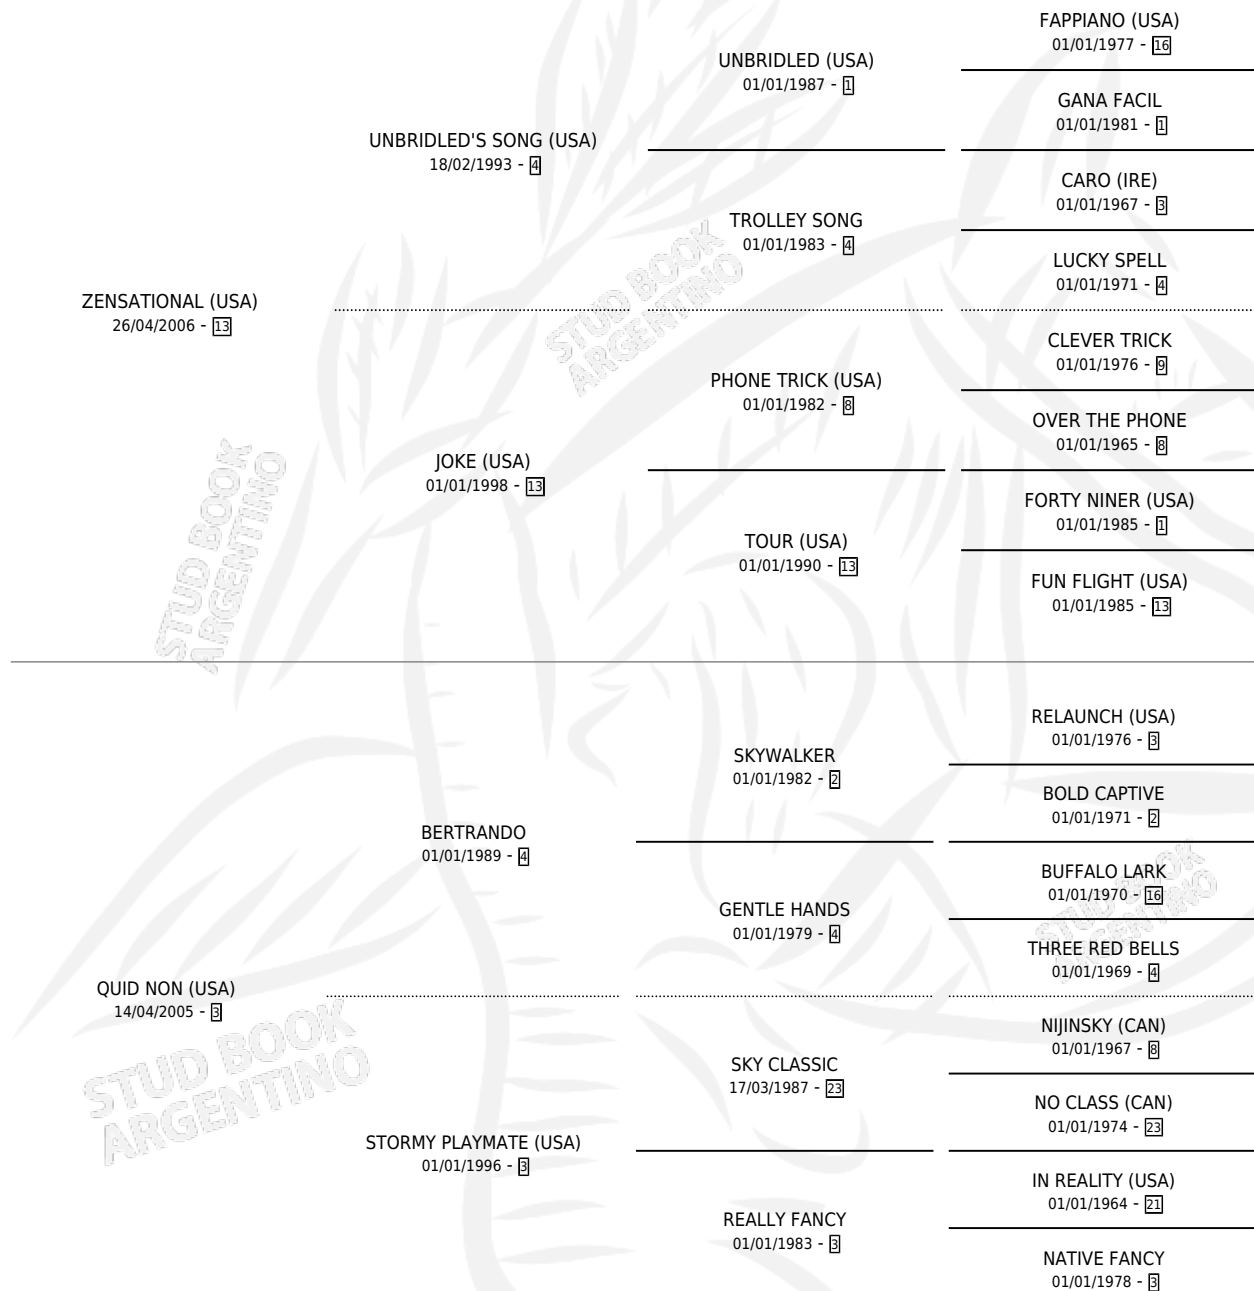 FAPPIANO (USA)
01/01/1977 - 16
UNBRIDLED (USA)
01/01/1987 - 1
GANA FACIL
01/01/1981 - 1
UNBRIDLED'S SONG (USA)
18/02/1993 - 4
CARO (IRE)
01/01/1967 - 3
TROLLEY SONG
01/01/1983 - 4
LUCKY SPELL
01/01/1971 - 4
ZENSATIONAL (USA)
26/04/2006 - 13
STUD BOOK
ARGENTINO
CLEVER TRICK
01/01/1976 - 9
PHONE TRICK (USA)
01/01/1982 - 8
OVER THE PHONE
01/01/1965 - 8
JOKE (USA)
01/01/1998 - 13
FORTY NINER (USA)
01/01/1985 - 1
TOUR (USA)
01/01/1990 - 13
FUN FLIGHT (USA)
01/01/1985 - 13
STUD BOOK
ARGENTINO
RELAUNCH (USA)
01/01/1976 - 3
SKYWALKER
01/01/1982 - 2
BOLD CAPTIVE
01/01/1971 - 2
BERTRANDO
01/01/1989 - 4
BUFFALO LARK
01/01/1970 - 16
GENTLE HANDS
01/01/1979 - 4
STUD BOOK
ARGENTINO
THREE RED BELLS
01/01/1969 - 4
QUID NON (USA)
14/04/2005 - 3
NIJINSKY (CAN)
01/01/1967 - 8
SKY CLASSIC
17/03/1987 - 23
STUD BOOK
ARGENTINO
NO CLASS (CAN)
01/01/1974 - 23
STORMY PLAYMATE (USA)
01/01/1996 - 3
IN REALITY (USA)
01/01/1964 - 21
REALLY FANCY
01/01/1983 - 3
NATIVE FANCY
01/01/1978 - 3